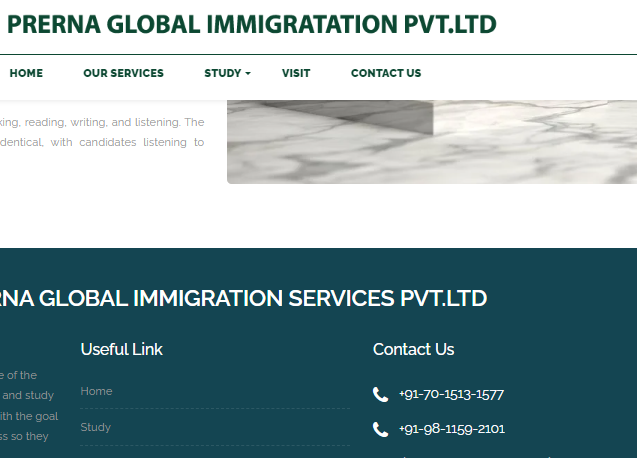 PRERNA GLOBAL IMMIGRATATION PVT.LTD
HOME OUR SERVICES STUDY VISIT CONTACT US
king, reading, writing, and listening. The
dentical, with candidates listening to
RNA GLOBAL IMMIGRATION SERVICES PVT.LTD
Useful Link
Contact Us
e of the
and study
ith the goal
ss so they
Home
Study
+91-70-1513-1577
+91-98-1159-2101